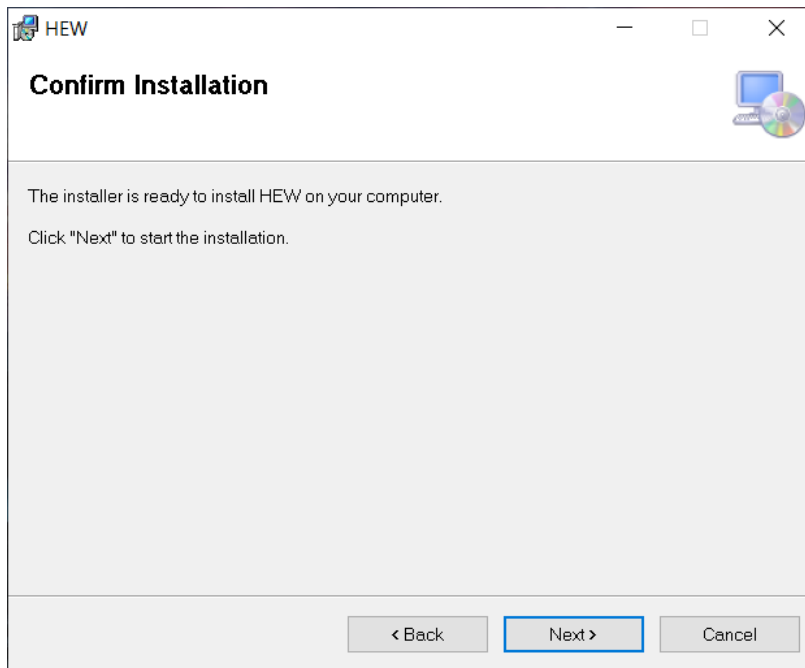 HEW
Confirm Installation
The installer is ready to install HEW on your computer.
Click "Next" to start the installation.
< Back
Next >
Cancel